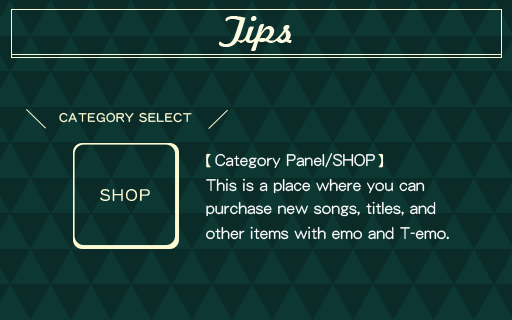 Tips
CATEGORY SELECT
SHOP
【Category Panel/SHOP】
This is a place where you can
purchase new songs, titles, and
other items with emo and T-emo.